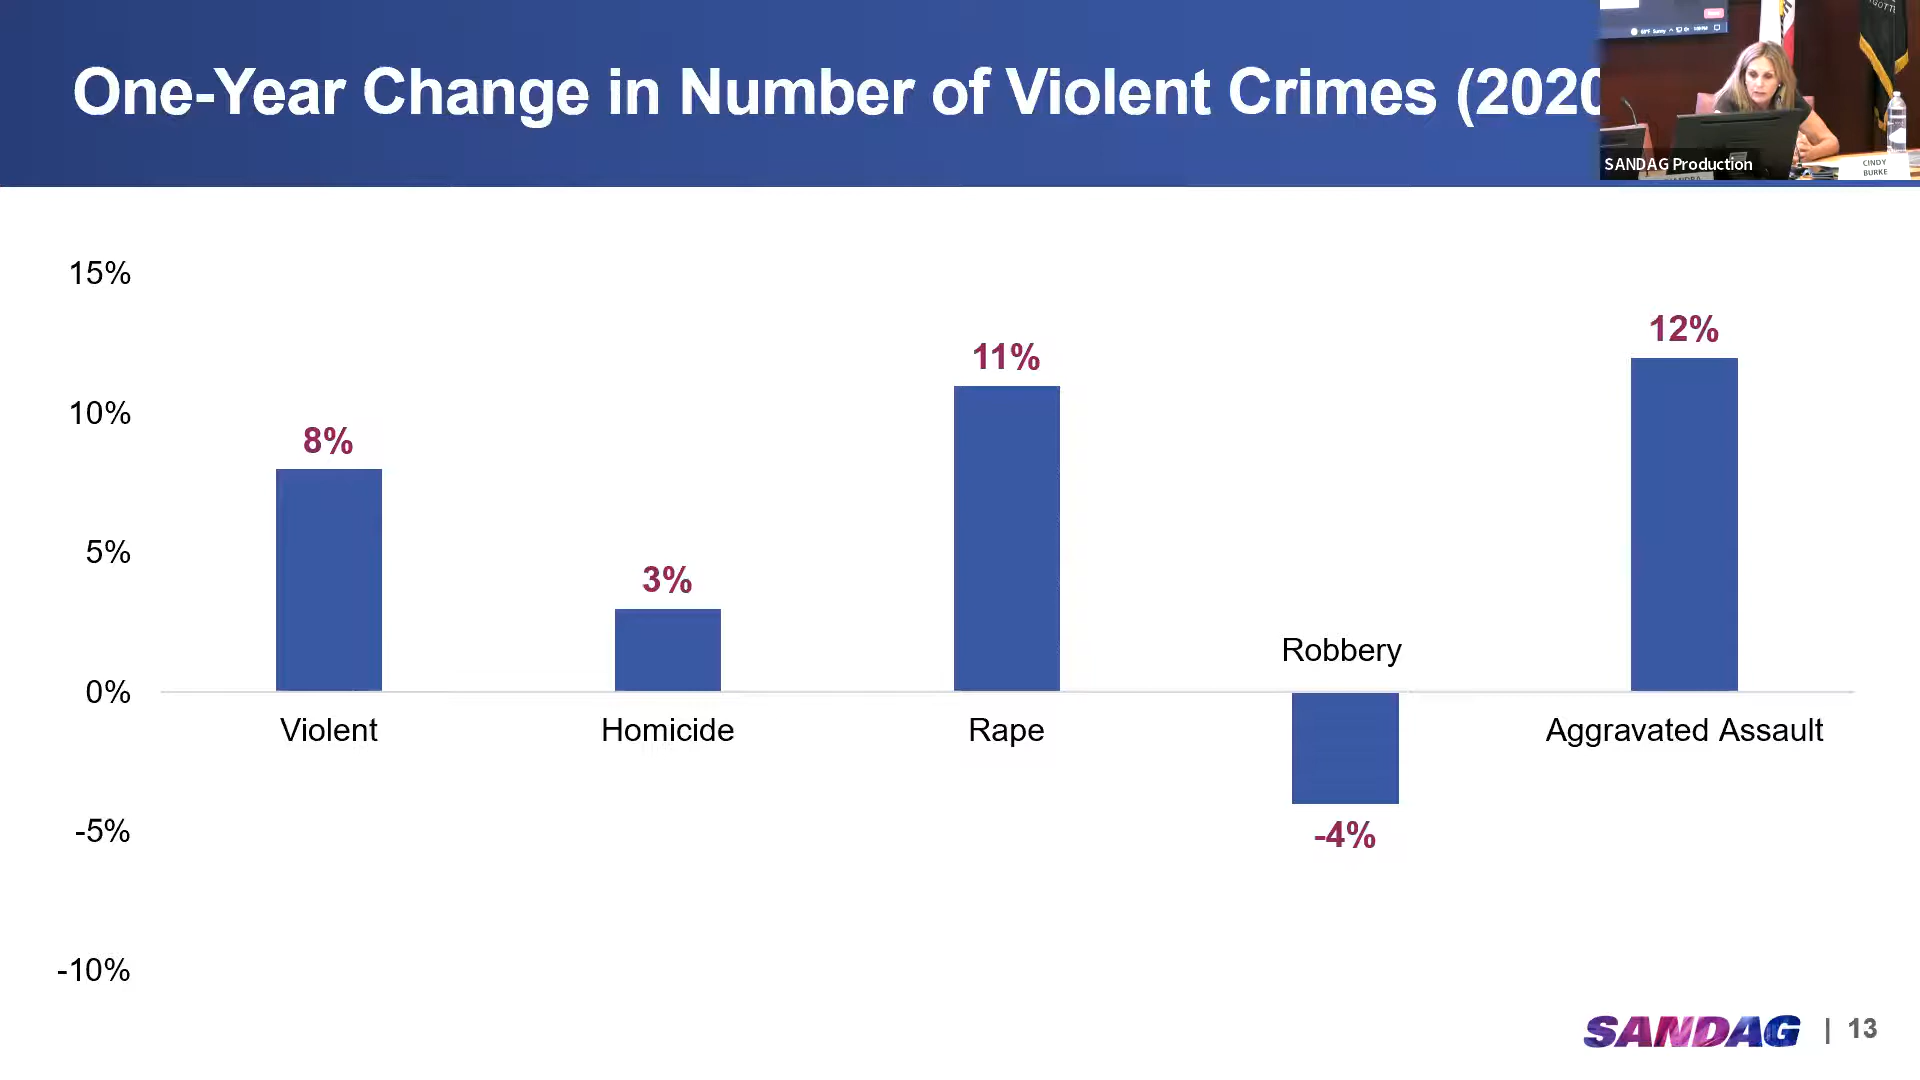 One-Year Change in Number of Violent Crimes (2020
SANDAG Production
CINDY
BURKE
15%
10%
5%
0%
-5%
-10%
8%
3%
11%
-4%
12%
Violent
Homicide
Rape
Robbery
Aggravated Assault
SANDAG | 13